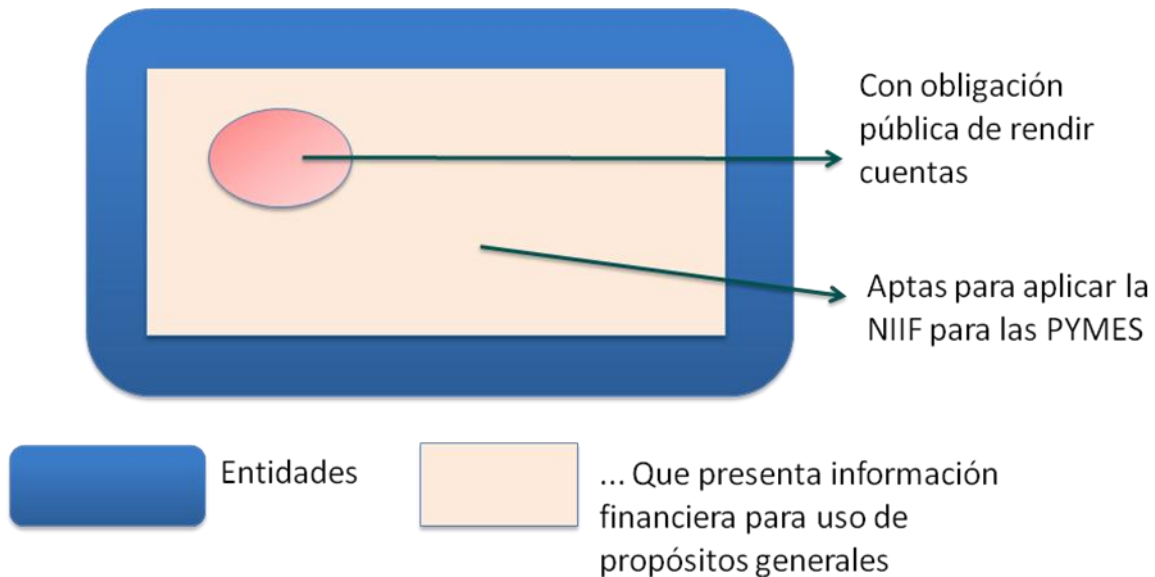 Con obligación
pública de rendir
cuentas
Aptas para aplicar la
NIIF para las PYMES
Entidades
... Que presenta información
financiera para uso de
propósitos generales